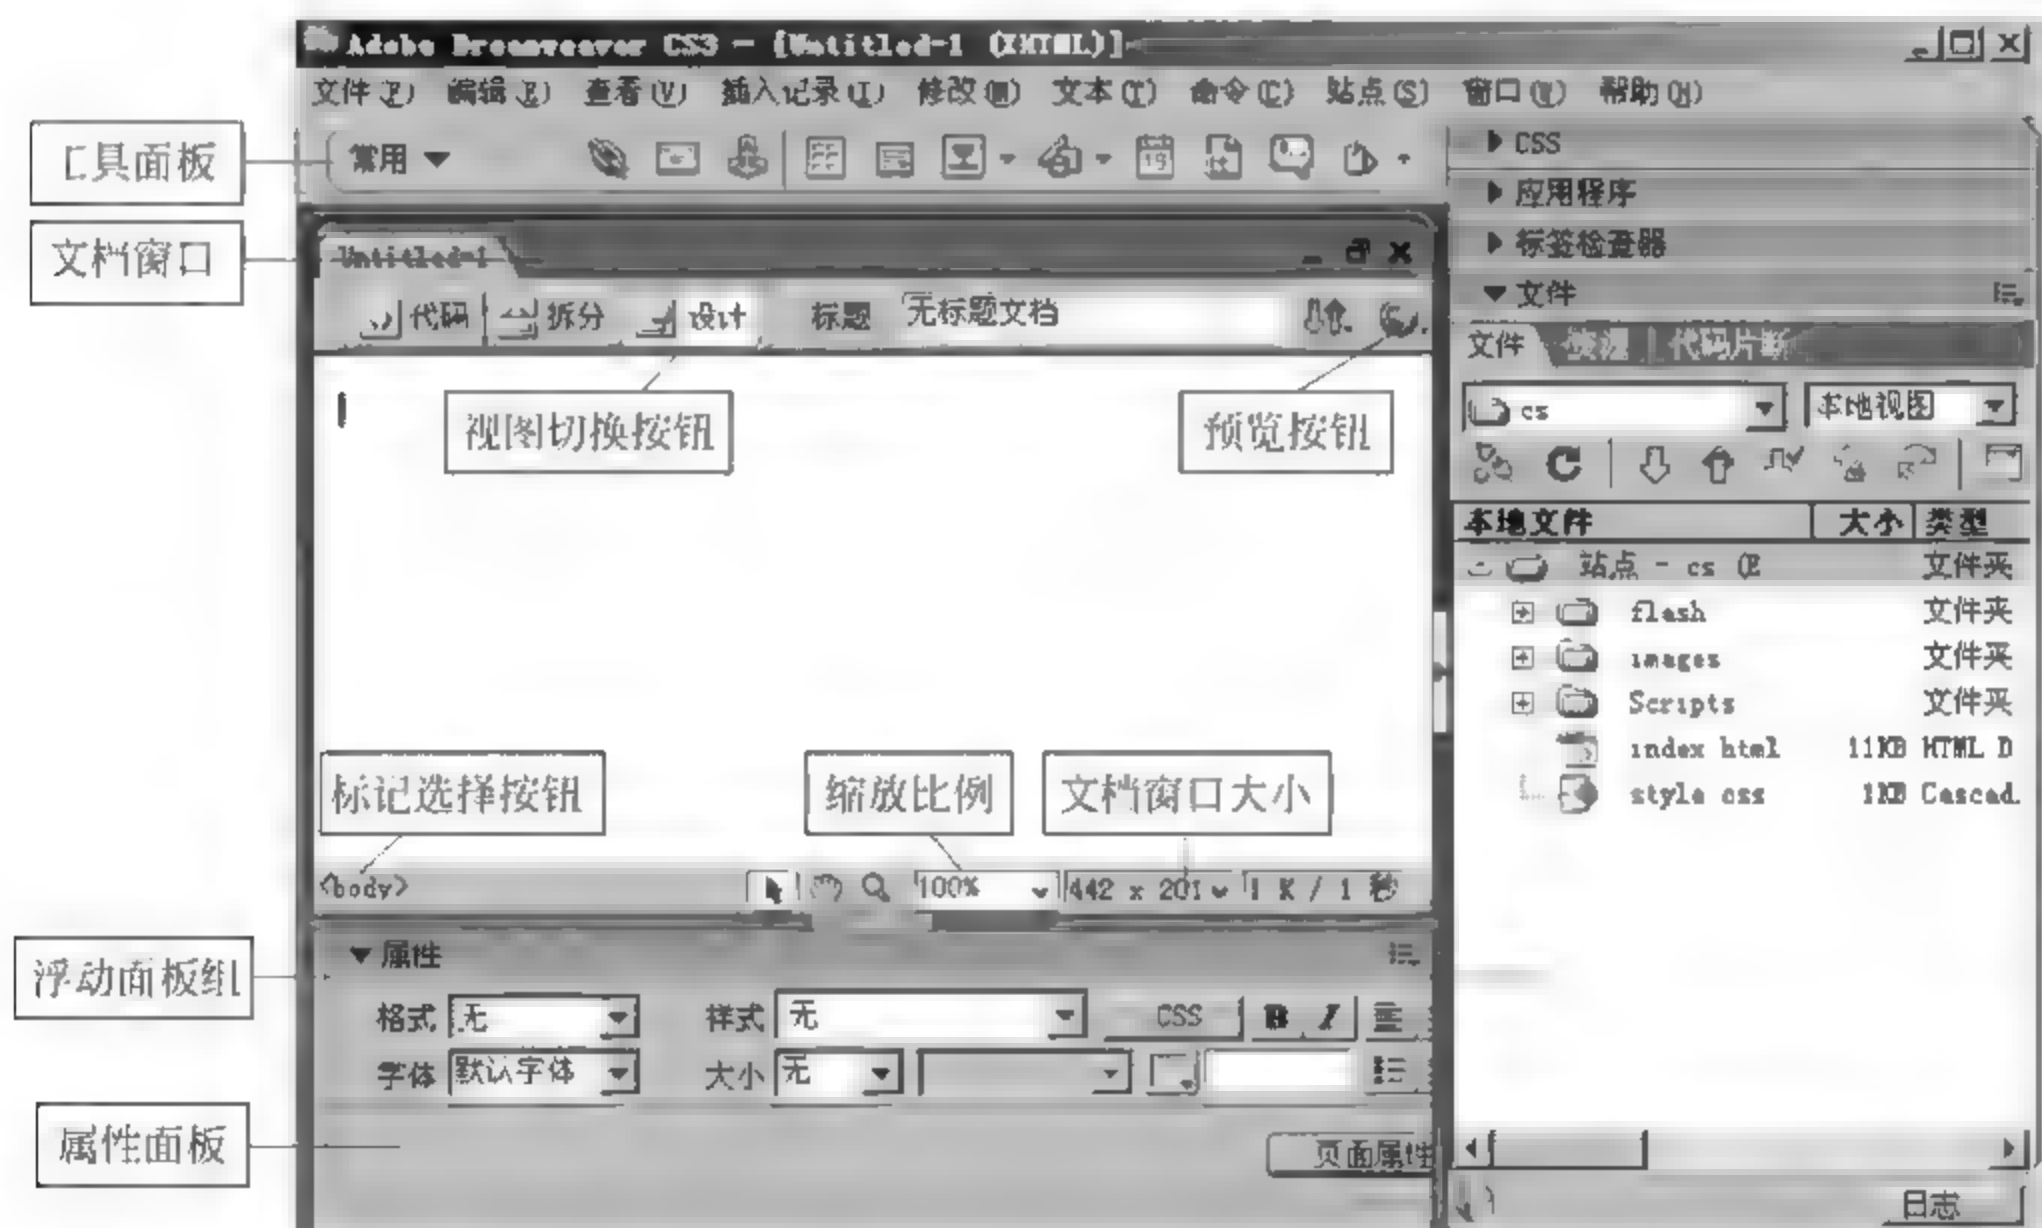 Adobe Dreamweaver CS3 - [Untitled-1 (XHTML)]
文件(F) 编辑(E) 查看(V) 插入记录(I) 修改(M) 文本(T) 命令(C) 站点(S) 窗口(W) 帮助(H)
工具面板
常用
CSS
应用程序
文档窗口
Untitled-1
标签检查器
文件
代码 拆分 设计 标题 无标题文档
文件 资源 代码片断
cs 本地视图
视图切换按钮
预览按钮
本地文件 大小 类型
站点 - cs (E 文件夹
flash 文件夹
images 文件夹
Scripts 文件夹
index html 11KB HTML D
style css 1KB Cascad.
标记选择按钮
缩放比例
文档窗口大小
<body> 100% 442 x 201 1 K / 1 秒
属性
浮动面板组
格式 无 样式 无 CSS B I
字体 默认字体 大小 无
属性面板
页面属性
日志